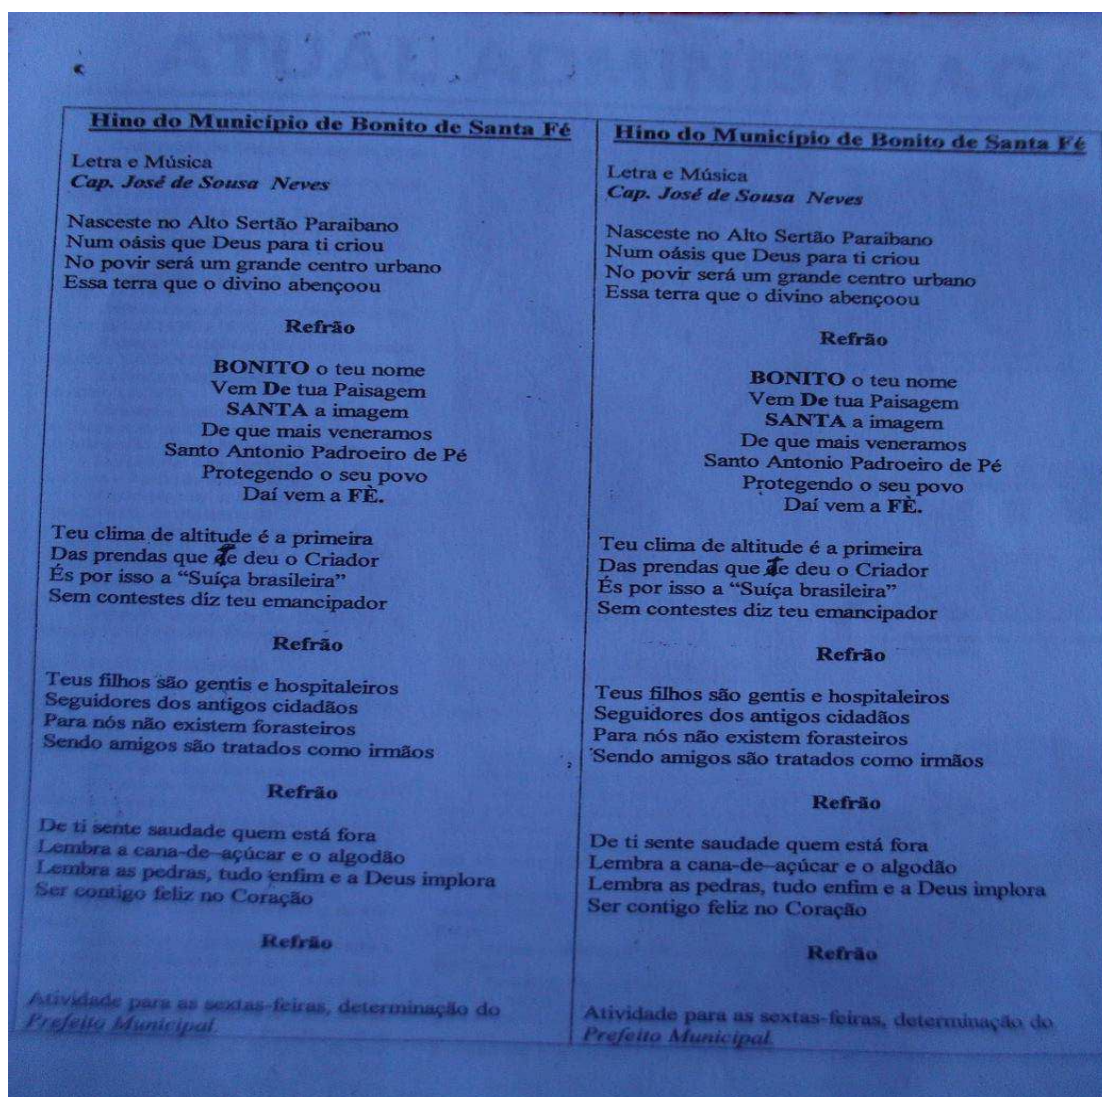 Hino do Município de Bonito de Santa Fé
Letra e Música
Cap. José de Sousa Neves
Nasceste no Alto Sertão Paraibano
Num oásis que Deus para ti criou
No povir será um grande centro urbano
Essa terra que o divino abençoou
Refrão
BONITO o teu nome
Vem De tua Paisagem
SANTA a imagem
De que mais veneramos
Santo Antonio Padroeiro de Pé
Protegendo o seu povo
Daí vem a FÈ.
Teu clima de altitude é a primeira
Das prendas que te deu o Criador
És por isso a “Suíça brasileira”
Sem contestes diz teu emancipador
Refrão
Teus filhos são gentis e hospitaleiros
Seguidores dos antigos cidadãos
Para nós não existem forasteiros
Sendo amigos são tratados como irmãos
Refrão
De ti sente saudade quem está fora
Lembra a cana-de-açúcar e o algodão
Lembra as pedras, tudo enfim e a Deus implora
Ser contigo feliz no Coração
Refrão
Atividade para as sextas-feiras, determinação do
Prefeito Municipal.
Hino do Município de Bonito de Santa Fé
Letra e Música
Cap. José de Sousa Neves
Nasceste no Alto Sertão Paraibano
Num oásis que Deus para ti criou
No povir será um grande centro urbano
Essa terra que o divino abençoou
Refrão
BONITO o teu nome
Vem De tua Paisagem
SANTA a imagem
De que mais veneramos
Santo Antonio Padroeiro de Pé
Protegendo o seu povo
Daí vem a FÈ.
Teu clima de altitude é a primeira
Das prendas que te deu o Criador
És por isso a “Suíça brasileira”
Sem contestes diz teu emancipador
Refrão
Teus filhos são gentis e hospitaleiros
Seguidores dos antigos cidadãos
Para nós não existem forasteiros
Sendo amigos são tratados como irmãos
Refrão
De ti sente saudade quem está fora
Lembra a cana-de-açúcar e o algodão
Lembra as pedras, tudo enfim e a Deus implora
Ser contigo feliz no Coração
Refrão
Atividade para as sextas-feiras, determinação do
Prefeito Municipal.